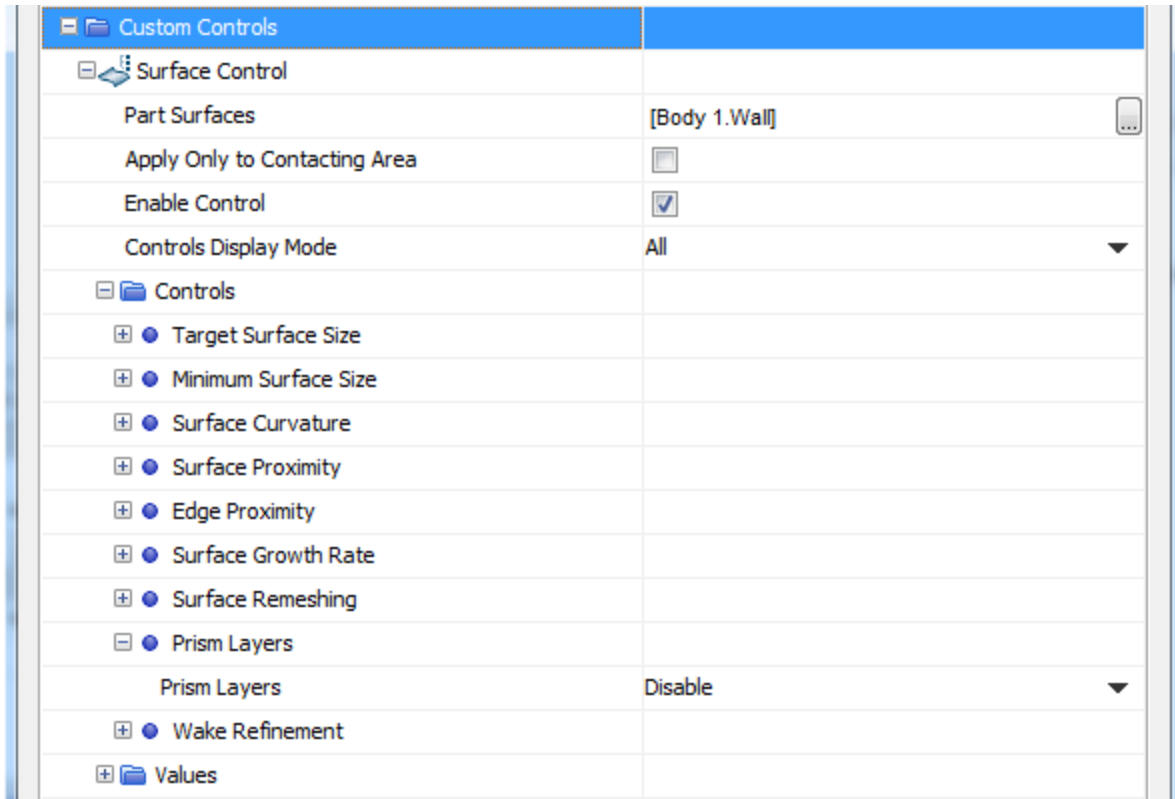 Custom Controls
Surface Control
Part Surfaces [Body 1.Wall] ...
Apply Only to Contacting Area
Enable Control
Controls Display Mode All
Controls
Target Surface Size
Minimum Surface Size
Surface Curvature
Surface Proximity
Edge Proximity
Surface Growth Rate
Surface Remeshing
Prism Layers
Prism Layers Disable
Wake Refinement
Values